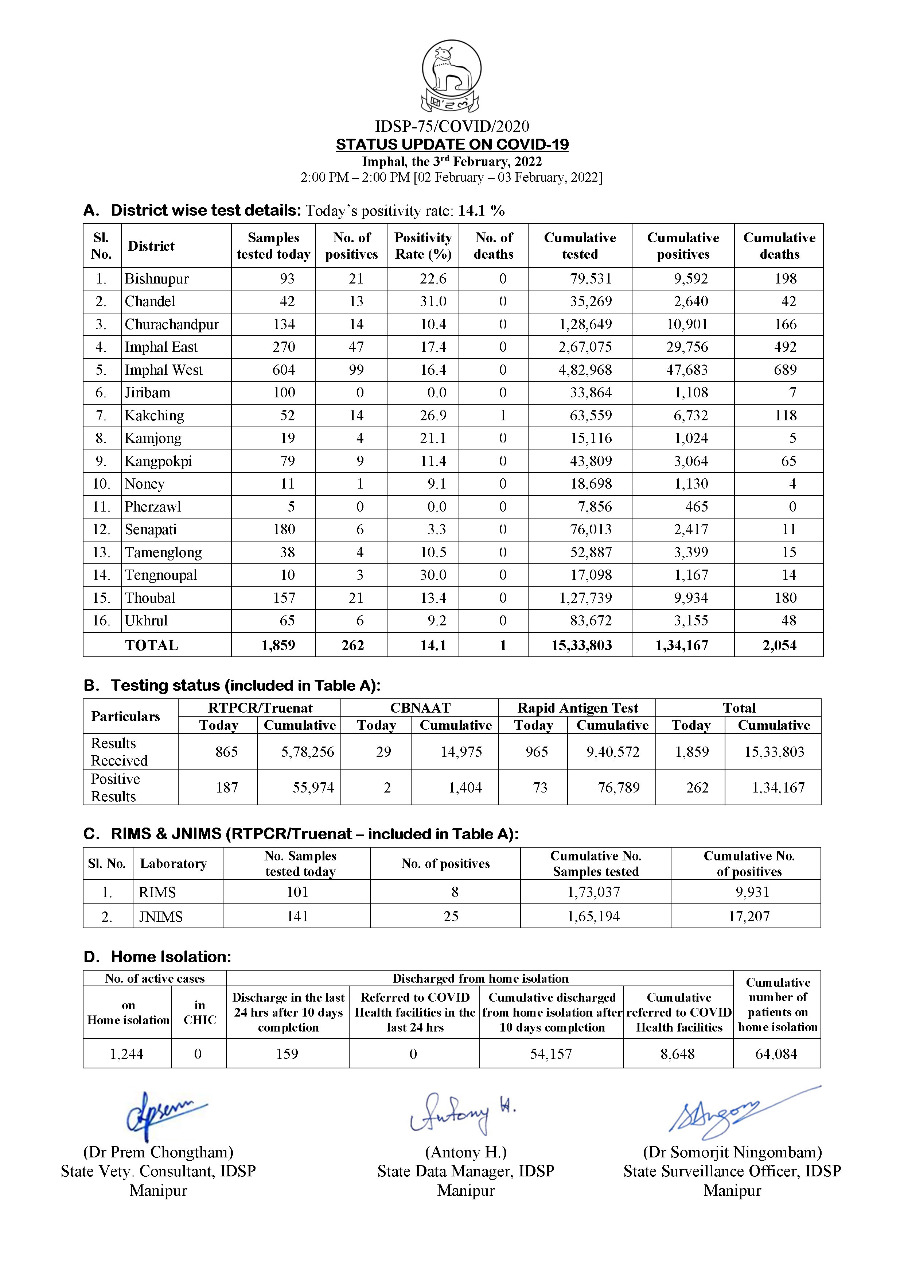 IDSP-75/COVID/2020
STATUS UPDATE ON COVID-19
Imphal, the 3rd February, 2022
2:00 PM – 2:00 PM [02 February – 03 February, 2022]
A. District wise test details: Today's positivity rate: 14.1 %
Sl. No. District Samples tested today No. of positives Positivity Rate (%) No. of deaths Cumulative tested Cumulative positives Cumulative deaths
1. Bishnupur 93 21 22.6 0 79,531 9,592 198
2. Chandel 42 13 31.0 0 35,269 2,640 42
3. Churachandpur 134 14 10.4 0 1,28,649 10,901 166
4. Imphal East 270 47 17.4 0 2,67,075 29,756 492
5. Imphal West 604 99 16.4 0 4,82,968 47,683 689
6. Jiribam 100 0 0.0 0 33,864 1,108 7
7. Kakching 52 14 26.9 1 63,559 6,732 118
8. Kamjong 19 4 21.1 0 15,116 1,024 5
9. Kangpokpi 79 9 11.4 0 43,809 3,064 65
10. Noney 11 1 9.1 0 18,698 1,130 4
11. Pherzawl 5 0 0.0 0 7,856 465 0
12. Senapati 180 6 3.3 0 76,013 2,417 11
13. Tamenglong 38 4 10.5 0 52,887 3,399 15
14. Tengnoupal 10 3 30.0 0 17,098 1,167 14
15. Thoubal 157 21 13.4 0 1,27,739 9,934 180
16. Ukhrul 65 6 9.2 0 83,672 3,155 48
TOTAL 1,859 262 14.1 1 15,33,803 1,34,167 2,054
B. Testing status (included in Table A):
Particulars RTPCR/Truenat CBNAAT Rapid Antigen Test Total
Today Cumulative Today Cumulative Today Cumulative Today Cumulative
Results Received 865 5,78,256 29 14,975 965 9,40,572 1,859 15,33,803
Positive Results 187 55,974 2 1,404 73 76,789 262 1,34,167
C. RIMS & JNIMS (RTPCR/Truenat – included in Table A):
Sl. No. Laboratory No. Samples tested today No. of positives Cumulative No. Samples tested Cumulative No. of positives
1. RIMS 101 8 1,73,037 9,931
2. JNIMS 141 25 1,65,194 17,207
D. Home Isolation:
No. of active cases Discharged from home isolation Cumulative number of patients on home isolation
on Home isolation in CHIC Discharge in the last 24 hrs after 10 days completion Referred to COVID Health facilities in the last 24 hrs Cumulative discharged from home isolation after 10 days completion Cumulative referred to COVID Health facilities
1,244 0 159 0 54,157 8,648 64,084
Antony H.
(Dr Prem Chongtham) (Antony H.) (Dr Somorjit Ningombam)
State Vety. Consultant, IDSP State Data Manager, IDSP State Surveillance Officer, IDSP
Manipur Manipur Manipur